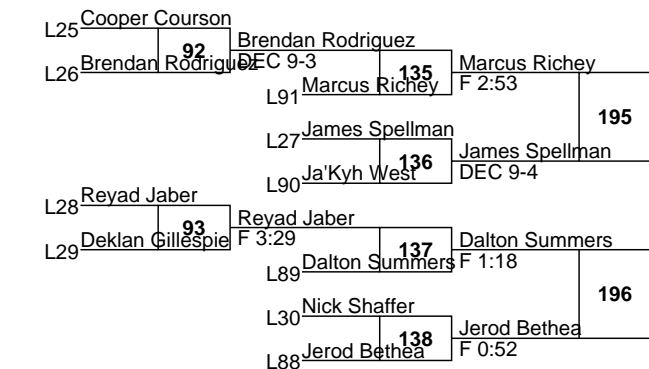 L25 Cooper Courson
92
L26 Brendan Rodriguez
Brendan Rodriguez
DEC 9-3
135
L91 Marcus Richey
Marcus Richey
F 2:53
195
L27 James Spellman
136
L90 Ja'Kyh West
James Spellman
DEC 9-4
L28 Reyad Jaber
93
L29 Deklan Gillespie
Reyad Jaber
F 3:29
137
L89 Dalton Summers
Dalton Summers
F 1:18
196
L30 Nick Shaffer
138
L88 Jerod Bethea
Jerod Bethea
F 0:52